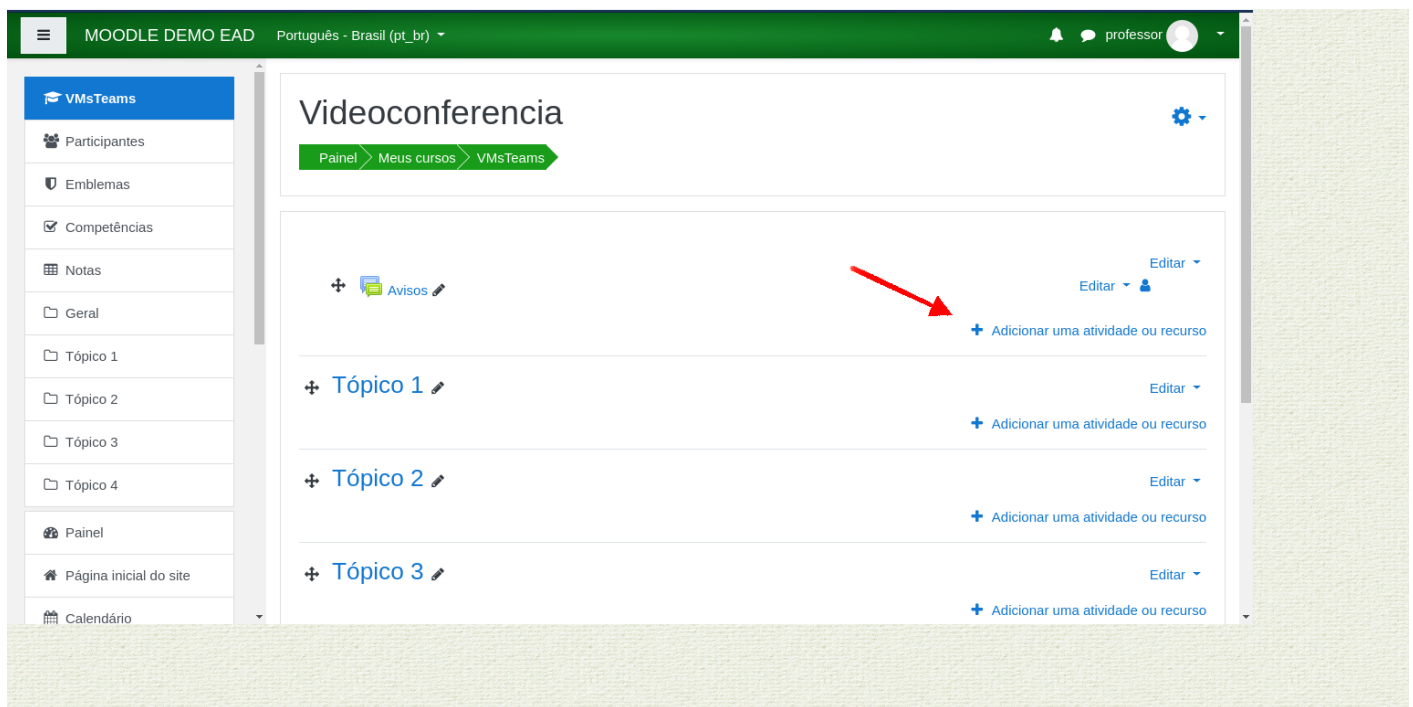 MOODLE DEMO EAD Português - Brasil (pt_br) professor
VMsTeams
Participantes
Emblemas
Competências
Notas
Geral
Tópico 1
Tópico 2
Tópico 3
Tópico 4
Painel
Página inicial do site
Calendário
Videoconferencia
Painel Meus cursos VMsTeams
Editar
Avisos Editar
Adicionar uma atividade ou recurso
Tópico 1 Editar
Adicionar uma atividade ou recurso
Tópico 2 Editar
Adicionar uma atividade ou recurso
Tópico 3 Editar
Adicionar uma atividade ou recurso